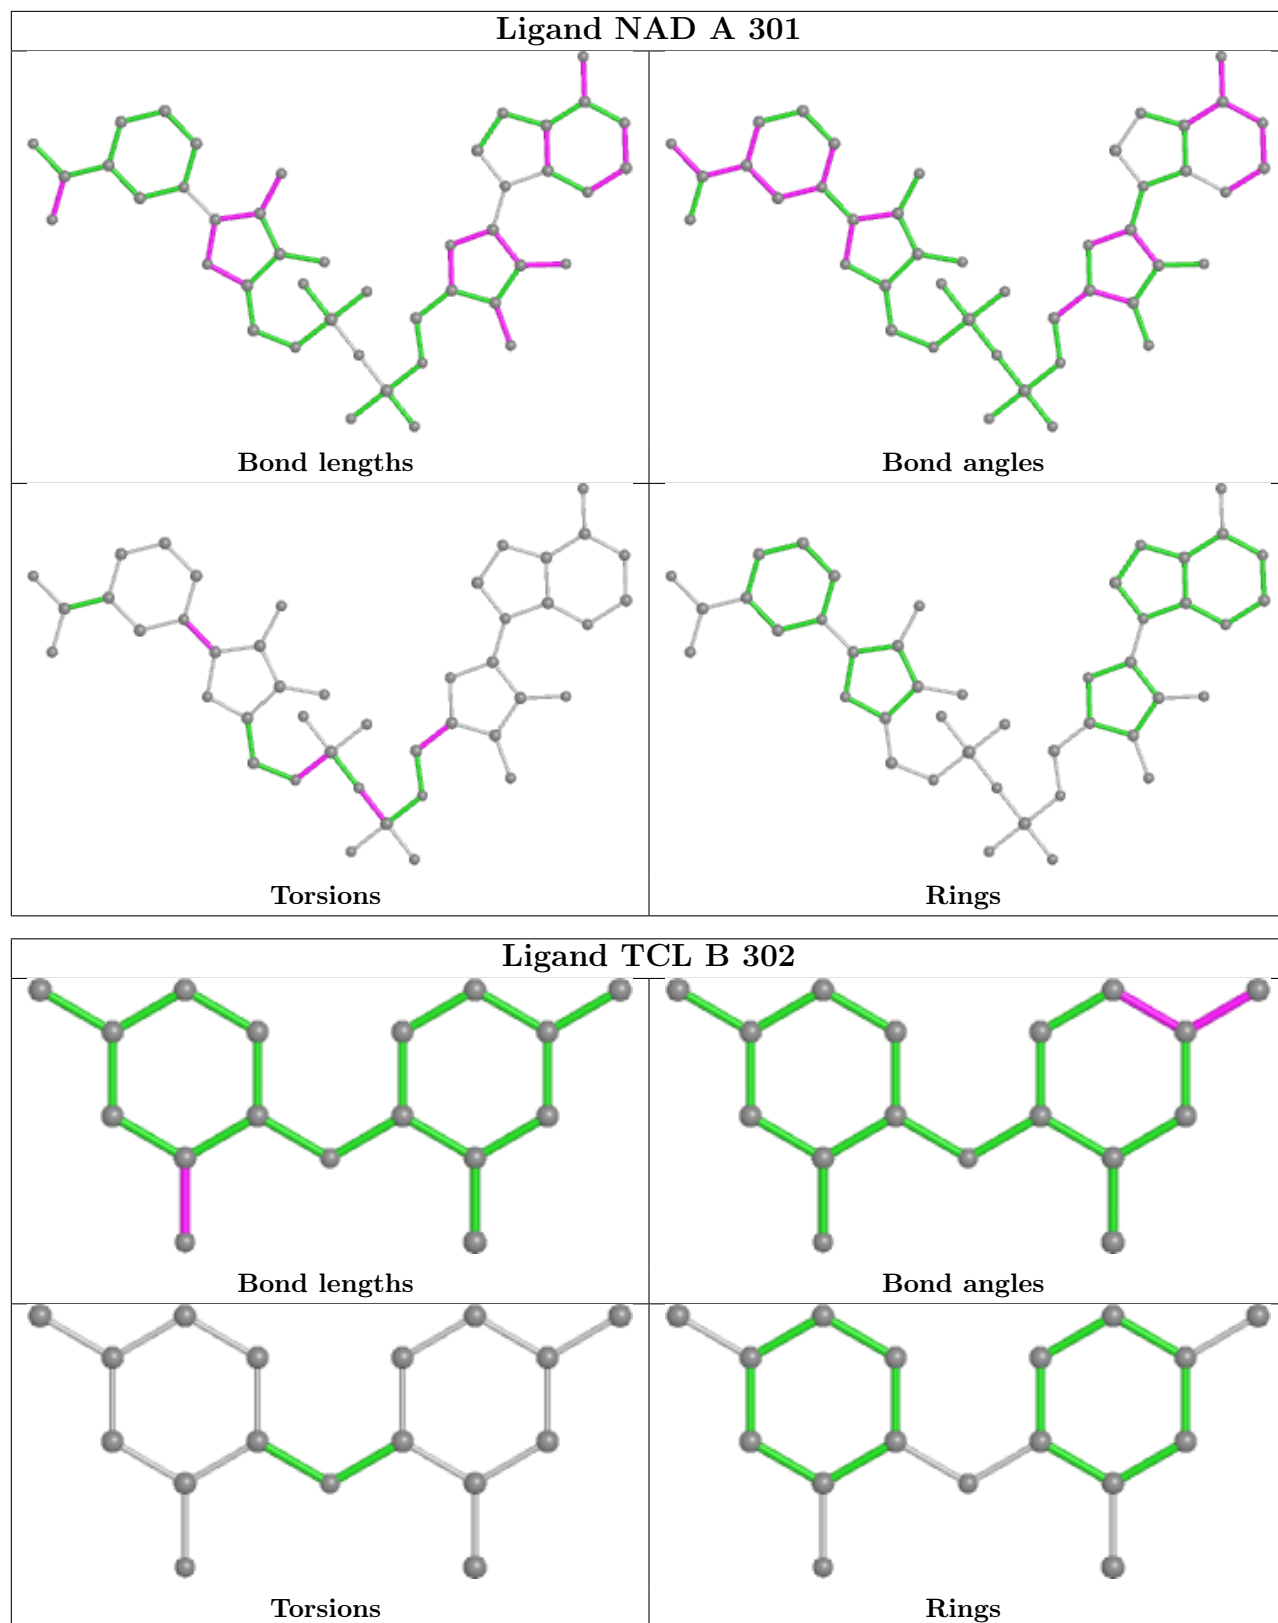 Ligand NAD A 301
Bond lengths
Bond angles
Torsions
Rings
Ligand TCL B 302
Bond lengths
Bond angles
Torsions
Rings